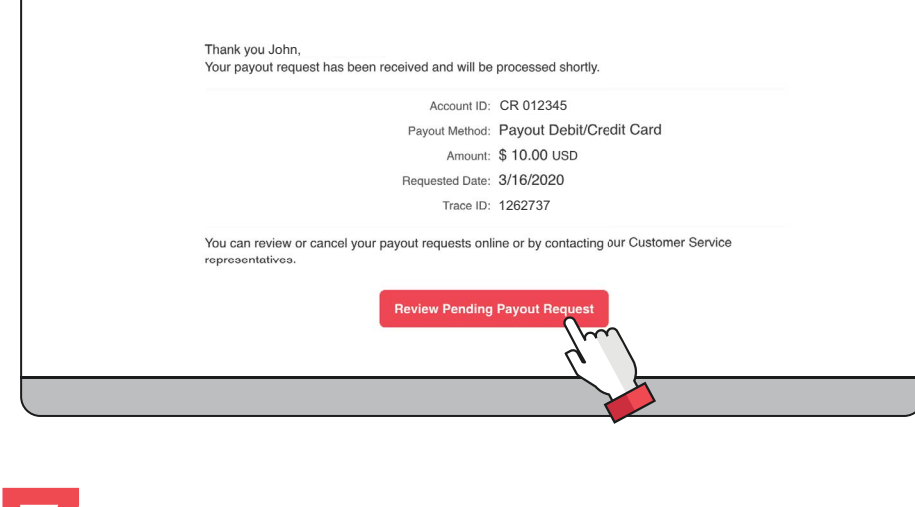 Thank you John,
Your payout request has been received and will be processed shortly.
Account ID: CR 012345
Payout Method: Payout Debit/Credit Card
Amount: $ 10.00 USD
Requested Date: 3/16/2020
Trace ID: 1262737
You can review or cancel your payout requests online or by contacting our Customer Service
representatives.
Review Pending Payout Request